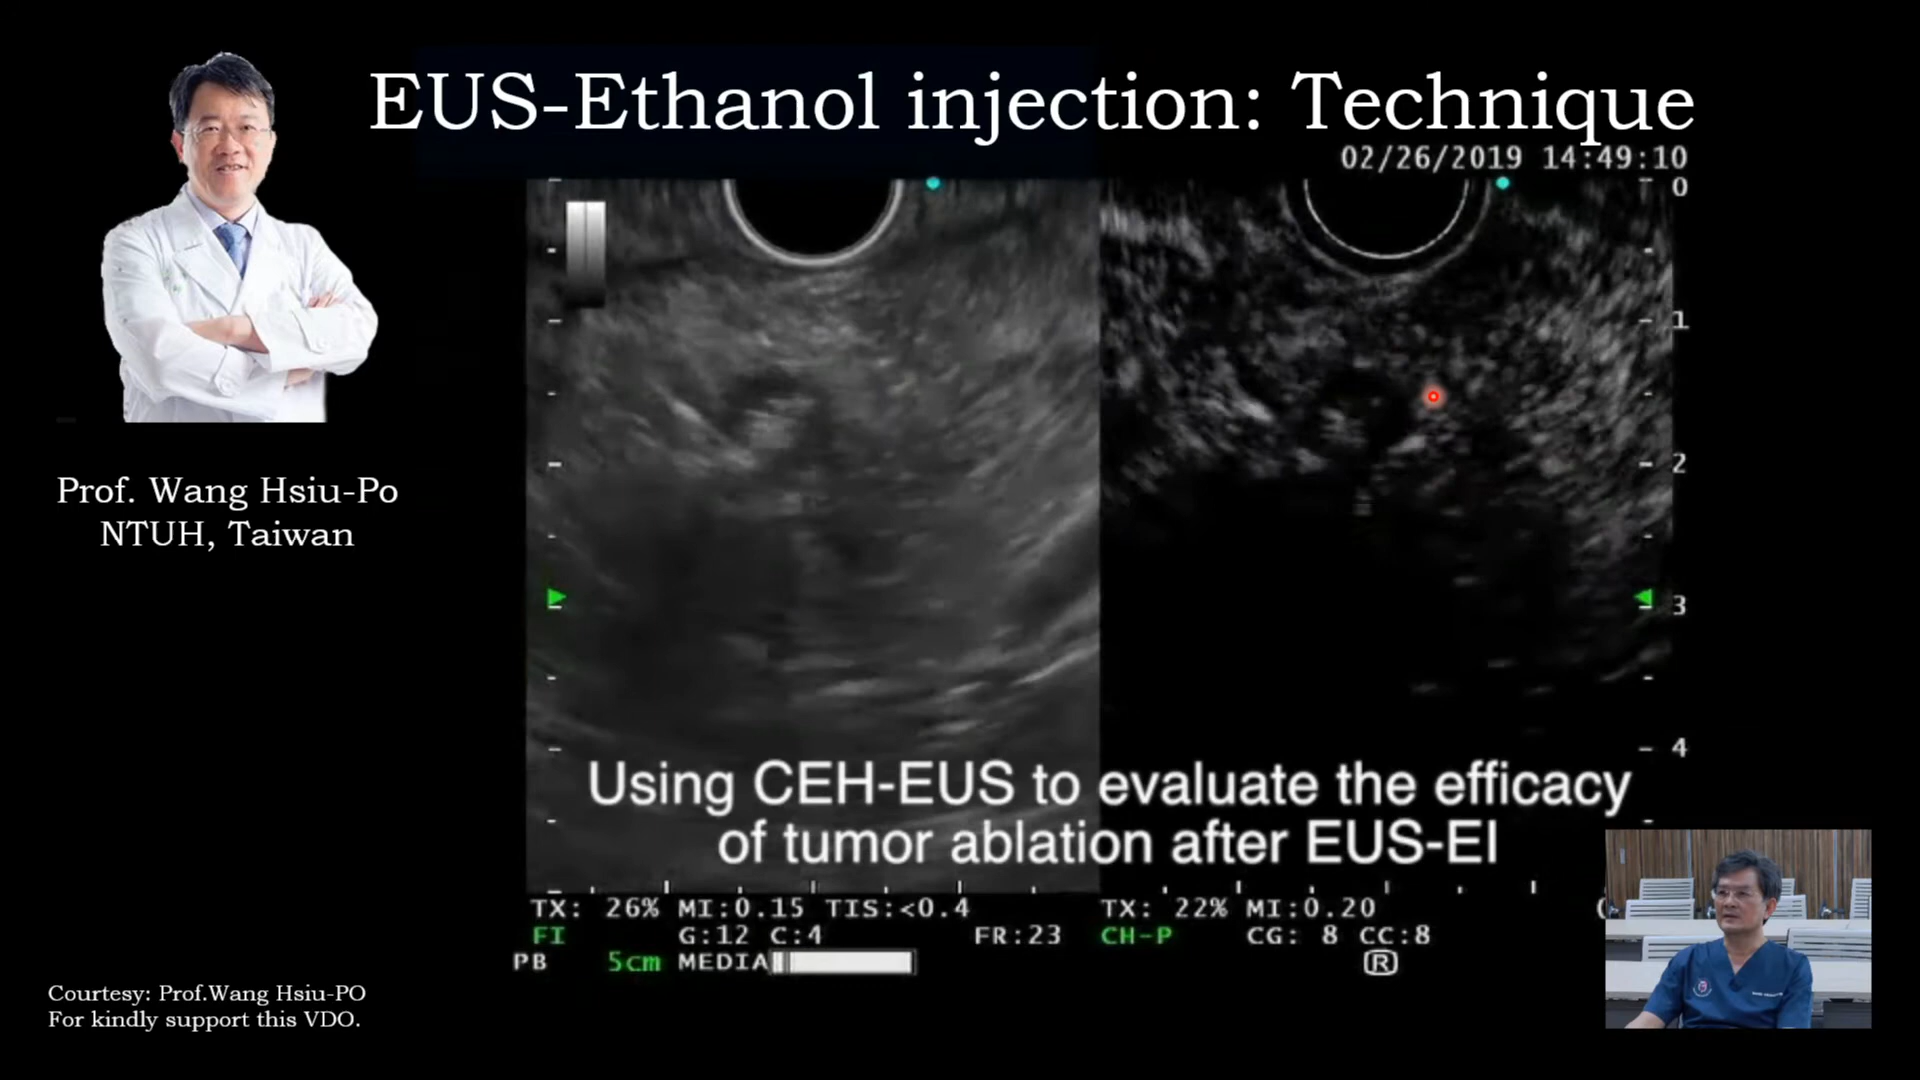 EUS-Ethanol injection: Technique
02/26/2019 14:49:10
0
1
2
3
4
Prof. Wang Hsiu-Po
NTUH, Taiwan
Using CEH-EUS to evaluate the efficacy
of tumor ablation after EUS-EI
TX: 26% MI:0.15 TIS:<0.4
TX: 22% MI:0.20
FI G:12 C:4 FR:23
CH-P CG: 8 CC:8
PB 5cm MEDIA
R
Courtesy: Prof.Wang Hsiu-PO
For kindly support this VDO.